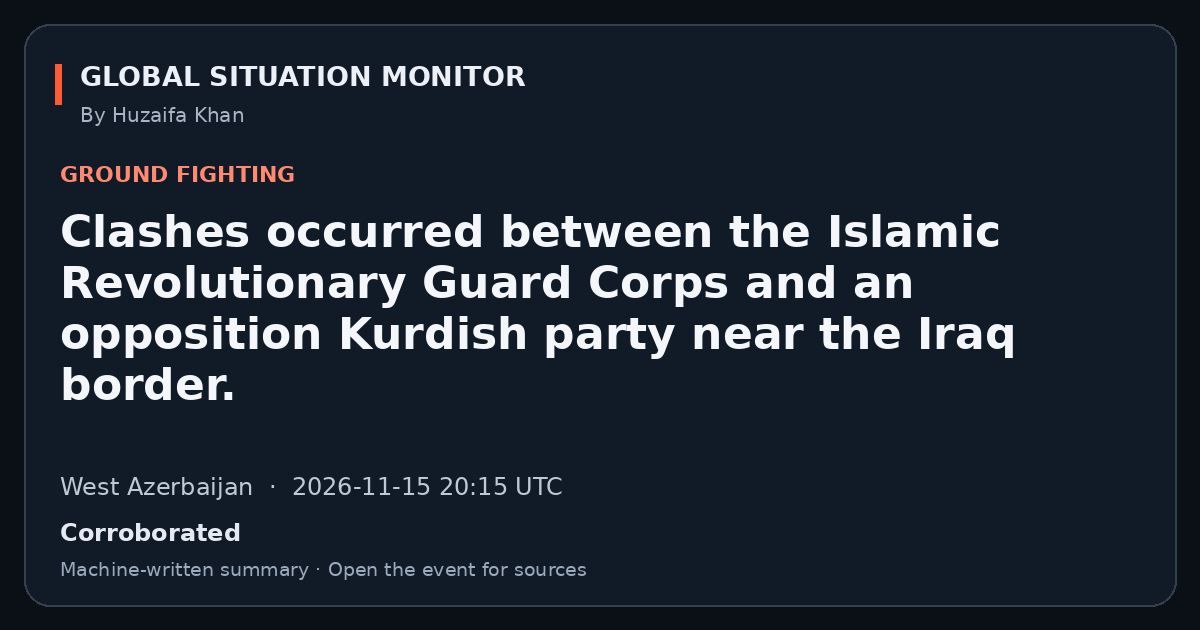 GLOBAL SITUATION MONITOR
By Huzaifa Khan
GROUND FIGHTING
Clashes occurred between the Islamic
Revolutionary Guard Corps and an
opposition Kurdish party near the Iraq
border.
West Azerbaijan · 2026-11-15 20:15 UTC
Corroborated
Machine-written summary · Open the event for sources